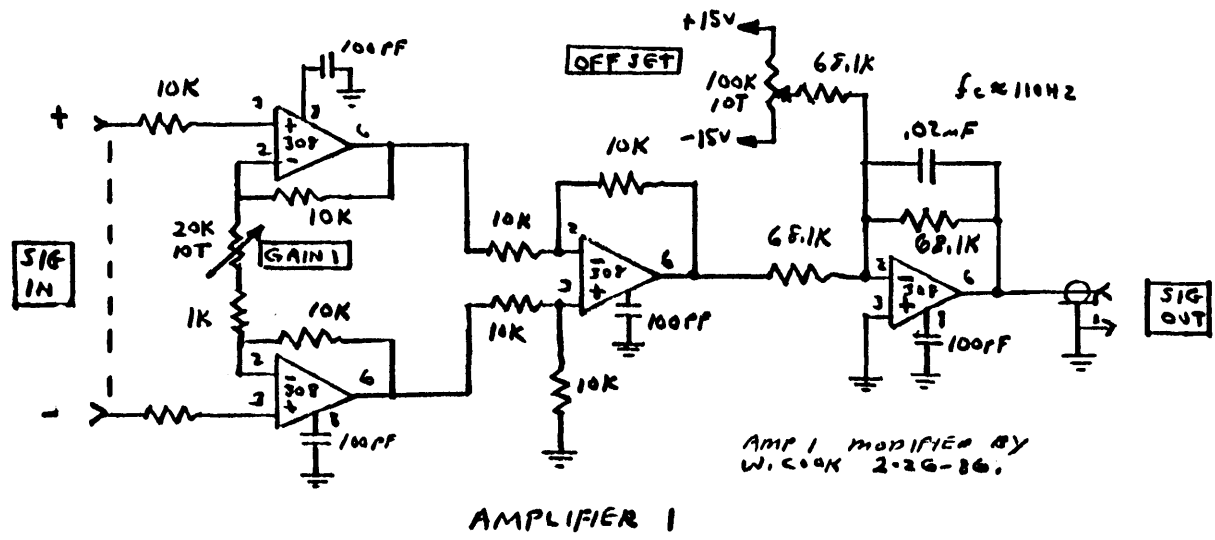 +15V
100PF
OFFSET
68.1K
100K
10T
fc≈110HZ
10K
-15V
.02mF
+
3
8
+
308
-
2
6
10K
10K
20K
10T
GAIN 1
10K
68.1K
68.1K
SIG
IN
2
-
308
+
3
6
2
-
308
+
3
8
6
SIG
OUT
1K
10K
10K
100PF
100PF
2
-
308
+
3
8
6
10K
-
100PF
AMP 1 MODIFIED BY
W. COOK 2-26-86.
AMPLIFIER 1